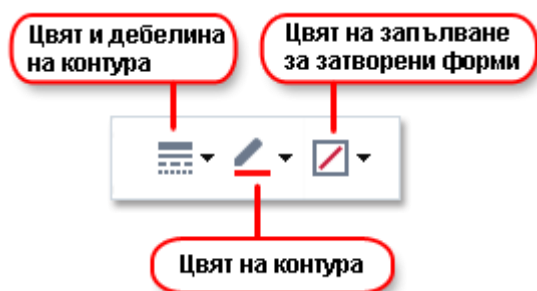 Цвят и дебелина
на контура
Цвят на запълване
за затворени форми
Цвят на контура